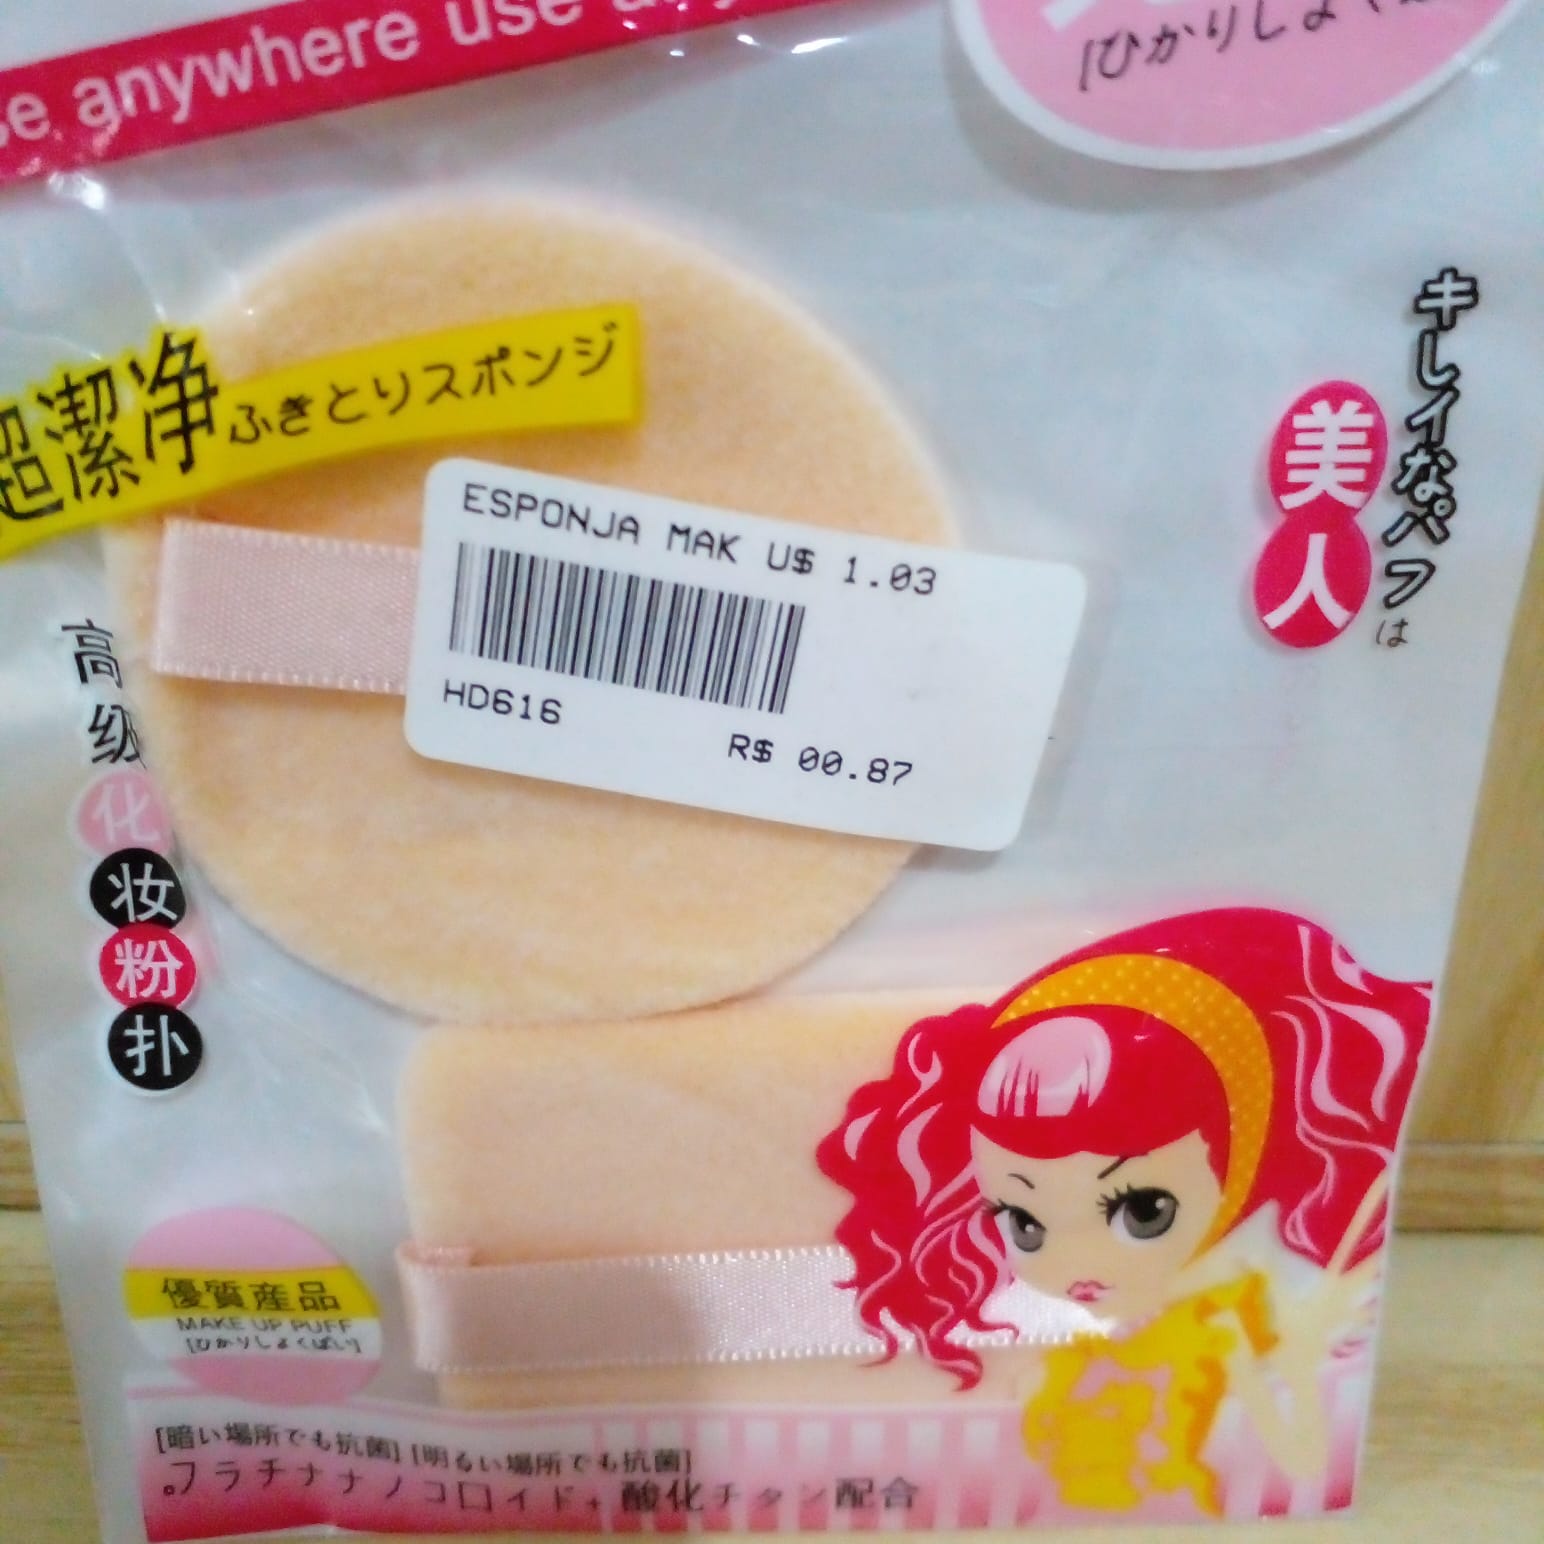 anywhere use
[ひかりしょく
キレイなパフは
美人
超潔净ふきとりスポンジ
ESPONJA MAK U$ 1.03
HD616
R$ 00.87
高级化妆粉扑
優質産品
MAKE UP PUFF
[ひかりしょくばい]
[暗い場所でも抗菌] [明るい場所でも抗菌]
プラチナナノコロイド+酸化チタン配合